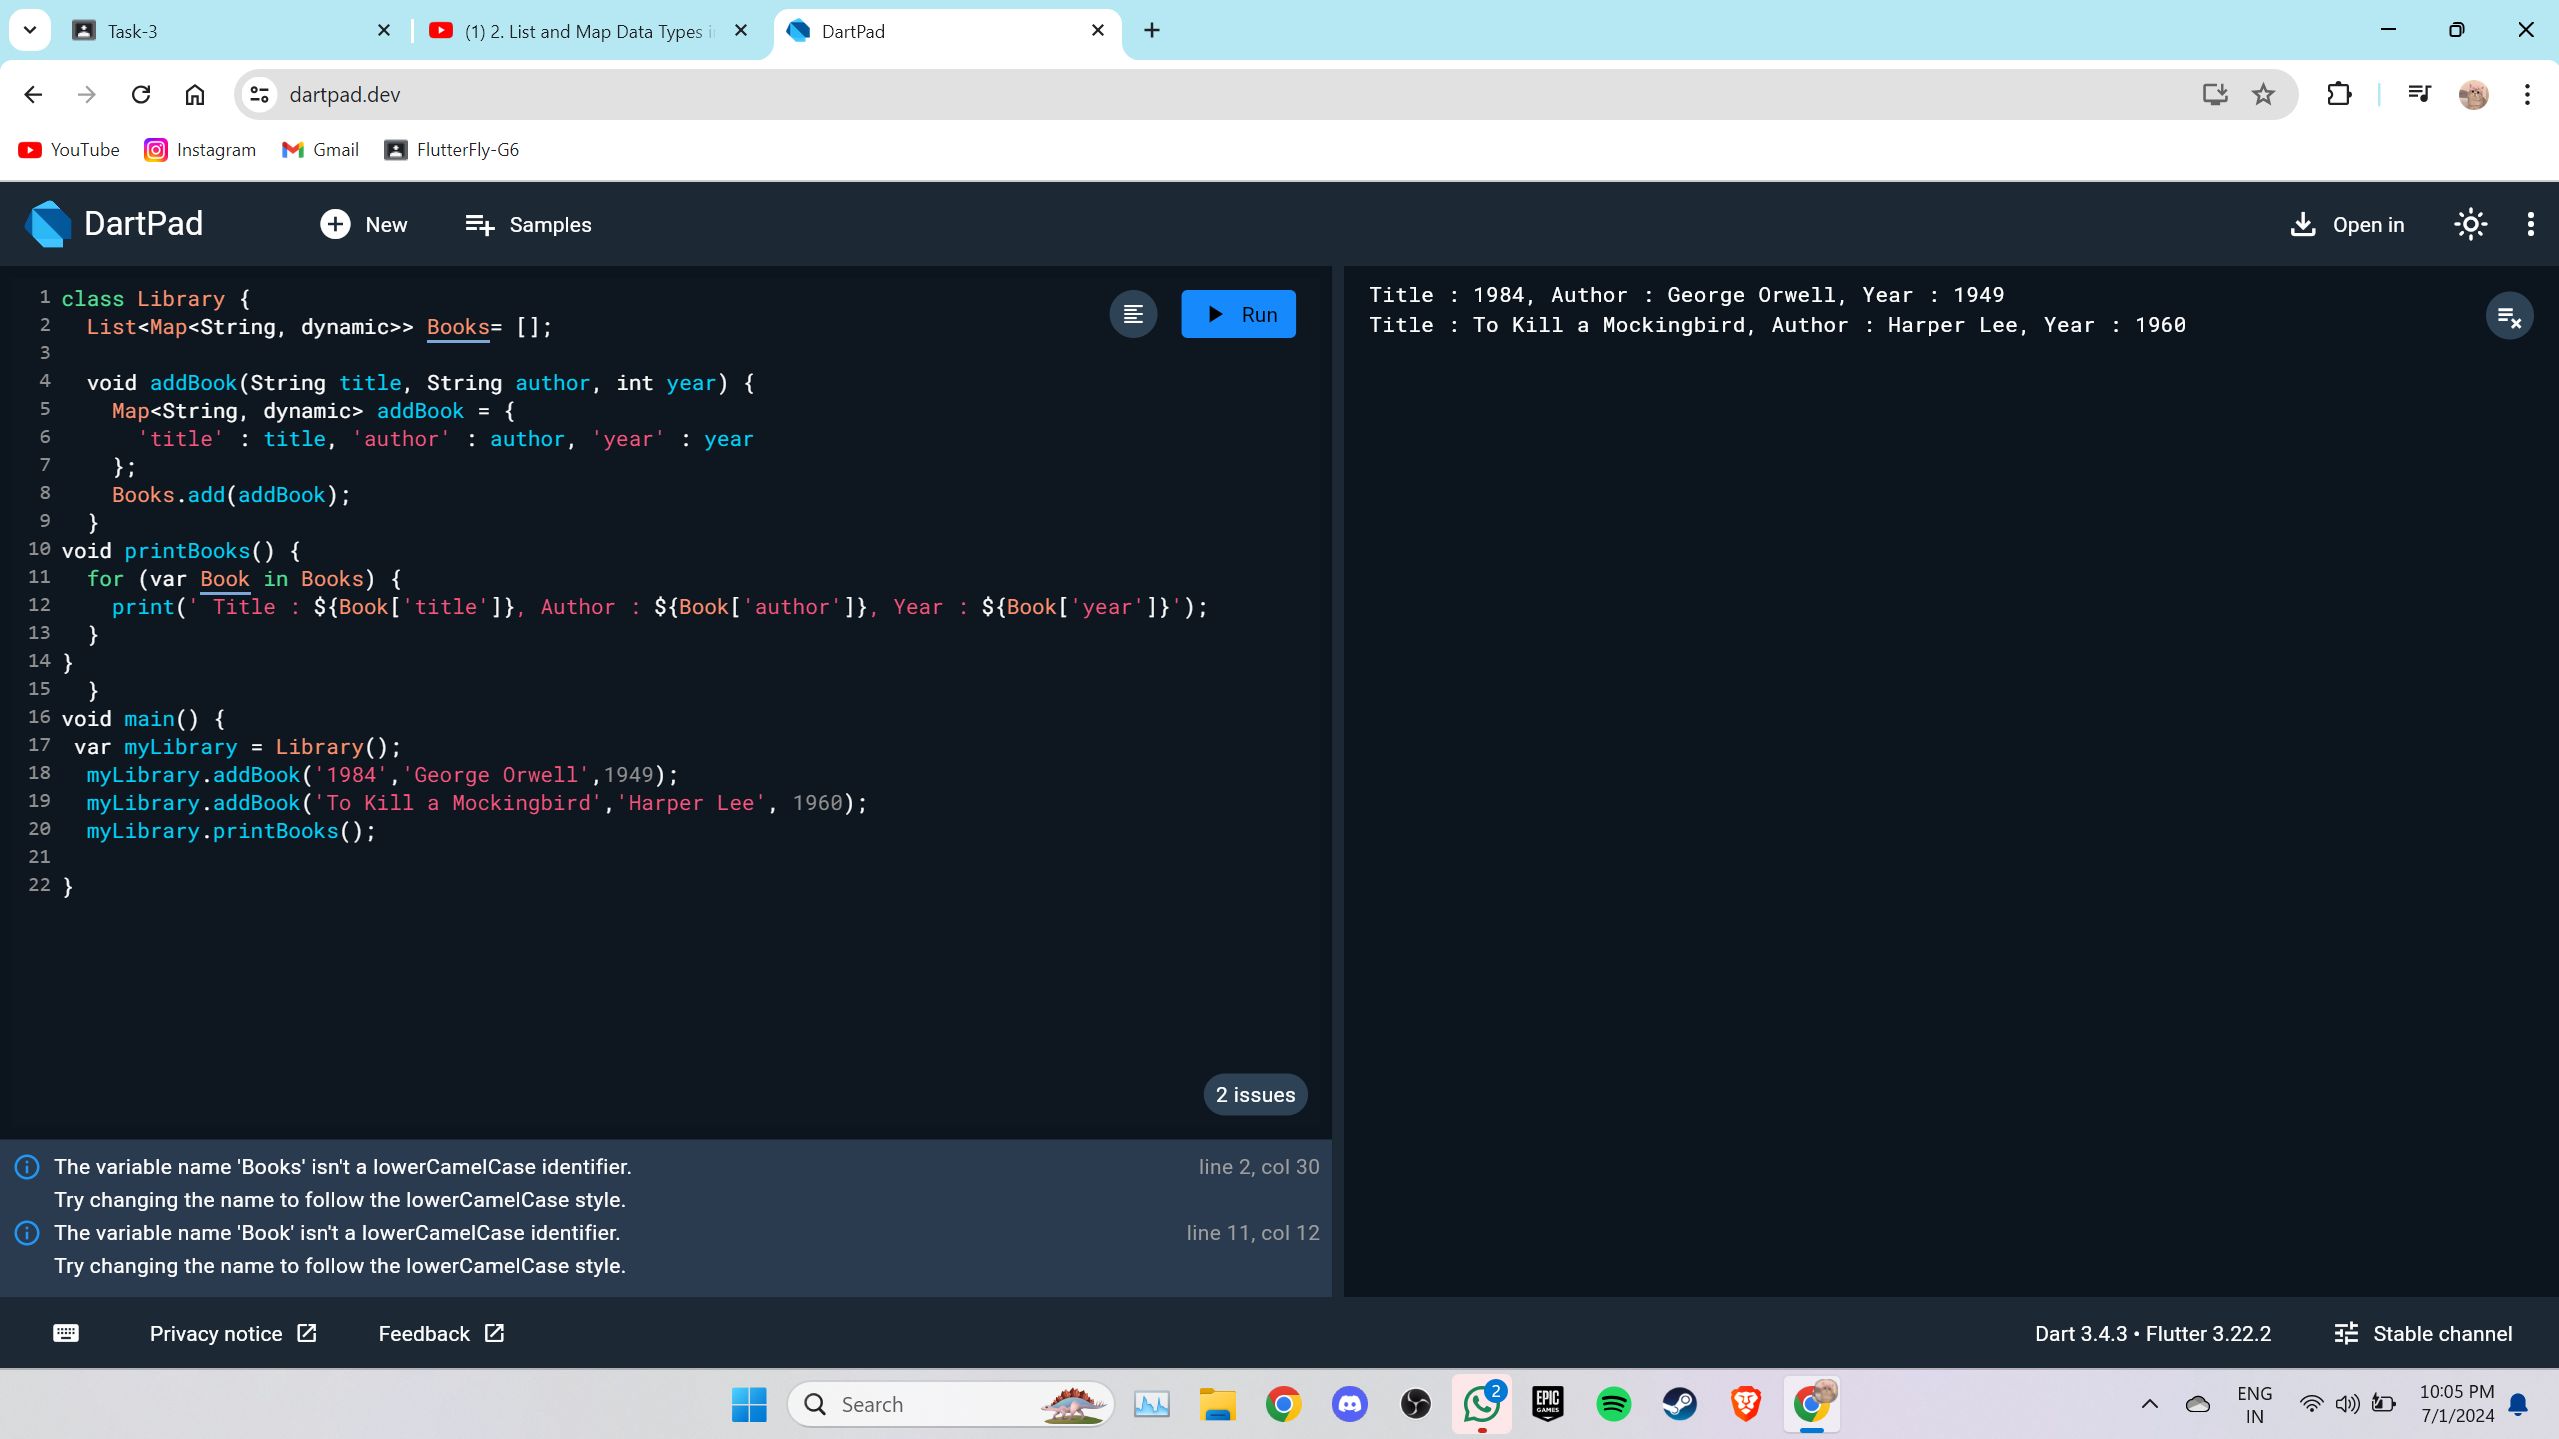 Task-3
(1) 2. List and Map Data Types i
DartPad
dartpad.dev
YouTube
Instagram
Gmail
FlutterFly-G6
DartPad
New
Samples
Open in
1 class Library {
2 List<Map<String, dynamic>> Books= [];
3
4 void addBook(String title, String author, int year) {
5 Map<String, dynamic> addBook = {
6 'title' : title, 'author' : author, 'year' : year
7 };
8 Books.add(addBook);
9 }
10 void printBooks() {
11 for (var Book in Books) {
12 print(' Title : ${Book['title']}, Author : ${Book['author']}, Year : ${Book['year']}');
13 }
14 }
15 }
16 void main() {
17 var myLibrary = Library();
18 myLibrary.addBook('1984','George Orwell',1949);
19 myLibrary.addBook('To Kill a Mockingbird','Harper Lee', 1960);
20 myLibrary.printBooks();
21
22 }
Run
Title : 1984, Author : George Orwell, Year : 1949
Title : To Kill a Mockingbird, Author : Harper Lee, Year : 1960
2 issues
The variable name 'Books' isn't a lowerCamelCase identifier. line 2, col 30
Try changing the name to follow the lowerCamelCase style.
The variable name 'Book' isn't a lowerCamelCase identifier. line 11, col 12
Try changing the name to follow the lowerCamelCase style.
Privacy notice
Feedback
Dart 3.4.3 • Flutter 3.22.2
Stable channel
Search
2
EPIC
GAMES
ENG
IN
10:05 PM
7/1/2024